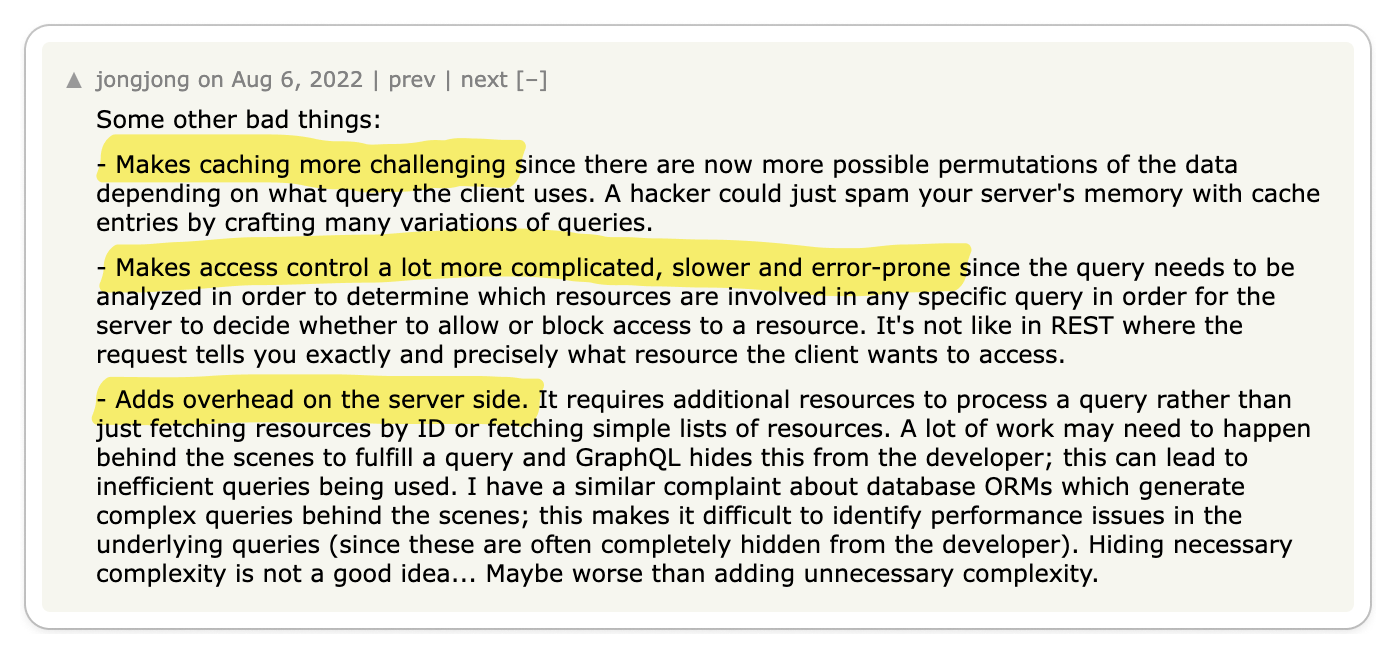 ▲ jongjong on Aug 6, 2022 | prev | next [–]
Some other bad things:
- Makes caching more challenging since there are now more possible permutations of the data
depending on what query the client uses. A hacker could just spam your server's memory with cache
entries by crafting many variations of queries.
- Makes access control a lot more complicated, slower and error-prone since the query needs to be
analyzed in order to determine which resources are involved in any specific query in order for the
server to decide whether to allow or block access to a resource. It's not like in REST where the
request tells you exactly and precisely what resource the client wants to access.
- Adds overhead on the server side. It requires additional resources to process a query rather than
just fetching resources by ID or fetching simple lists of resources. A lot of work may need to happen
behind the scenes to fulfill a query and GraphQL hides this from the developer; this can lead to
inefficient queries being used. I have a similar complaint about database ORMs which generate
complex queries behind the scenes; this makes it difficult to identify performance issues in the
underlying queries (since these are often completely hidden from the developer). Hiding necessary
complexity is not a good idea... Maybe worse than adding unnecessary complexity.